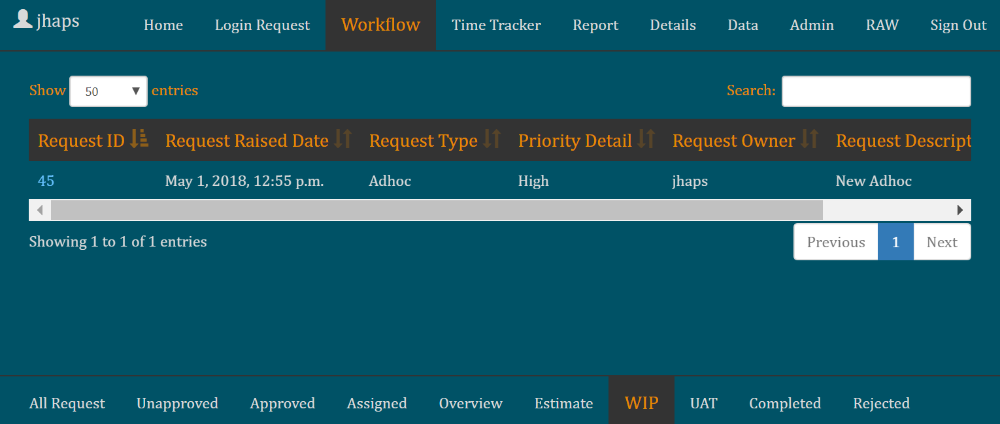 jhaps Home Login Request Workflow Time Tracker Report Details Data Admin RAW Sign Out
Show 50 entries Search:
Request ID Request Raised Date Request Type Priority Detail Request Owner Request Descript
45 May 1, 2018, 12:55 p.m. Adhoc High jhaps New Adhoc
Showing 1 to 1 of 1 entries Previous 1 Next
All Request Unapproved Approved Assigned Overview Estimate WIP UAT Completed Rejected